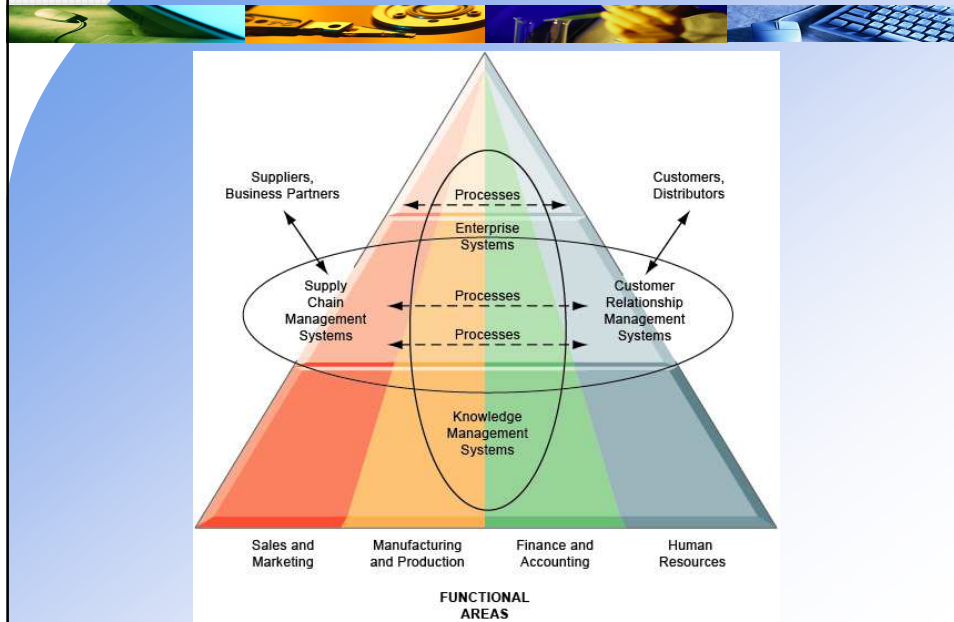 Suppliers,
Business Partners
Customers,
Distributors
Processes
Enterprise
Systems
Supply
Chain
Management
Systems
Processes
Processes
Customer
Relationship
Management
Systems
Knowledge
Management
Systems
Sales and
Marketing
Manufacturing
and Production
Finance and
Accounting
Human
Resources
FUNCTIONAL
AREAS